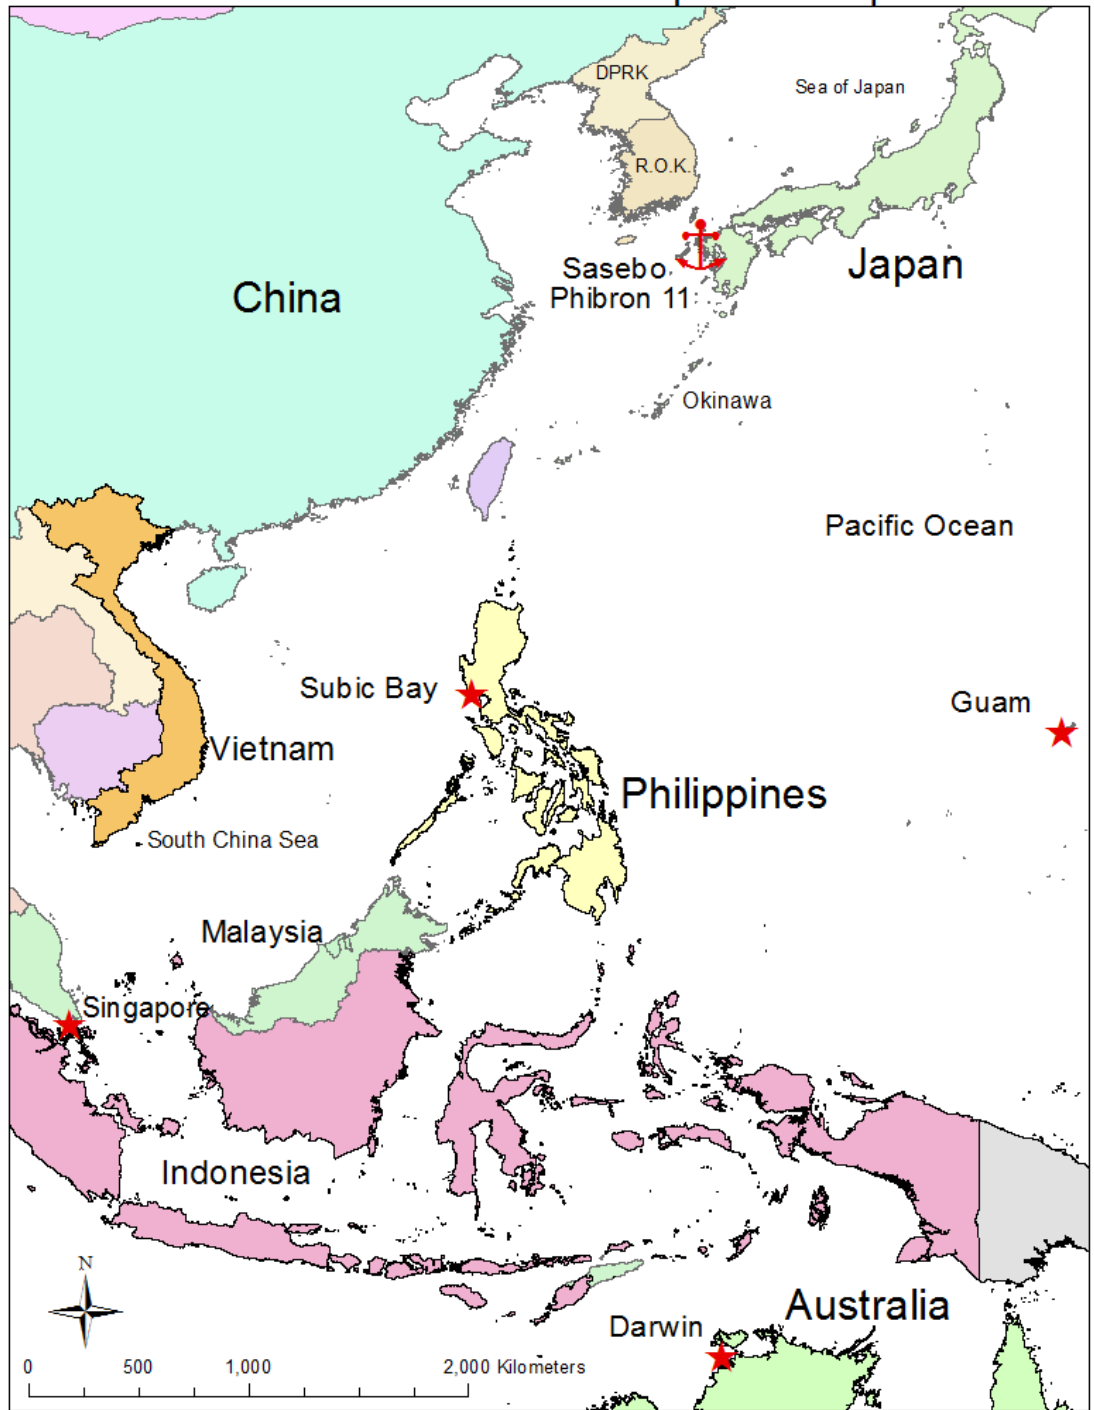 DPRK
Sea of Japan
R.O.K.
Sasebo,
Phibron 11
Japan
China
Okinawa
Pacific Ocean
Subic Bay
Guam
Vietnam
Philippines
South China Sea
Malaysia
Singapore
Indonesia
N
Australia
Darwin
0 500 1,000 2,000 Kilometers